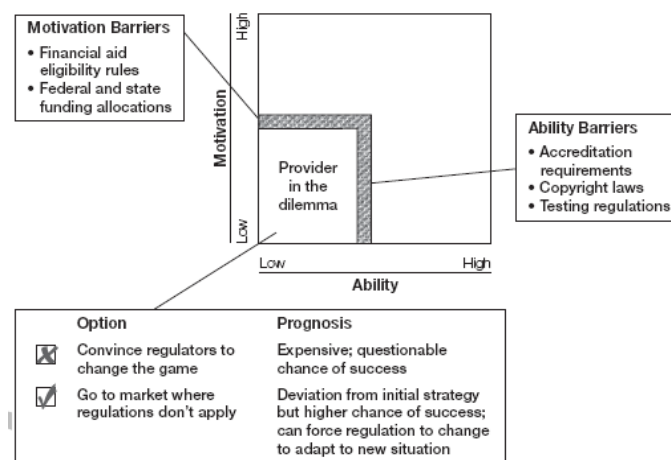 Motivation Barriers
• Financial aid
eligibility rules
• Federal and state
funding allocations
High
Motivation
Low
Provider
in the
dilemma
Low
High
Ability
Ability Barriers
• Accreditation
requirements
• Copyright laws
• Testing regulations
Option
Prognosis
Convince regulators to
change the game
Expensive; questionable
chance of success
Go to market where
regulations don't apply
Deviation from initial strategy
but higher chance of success;
can force regulation to change
to adapt to new situation